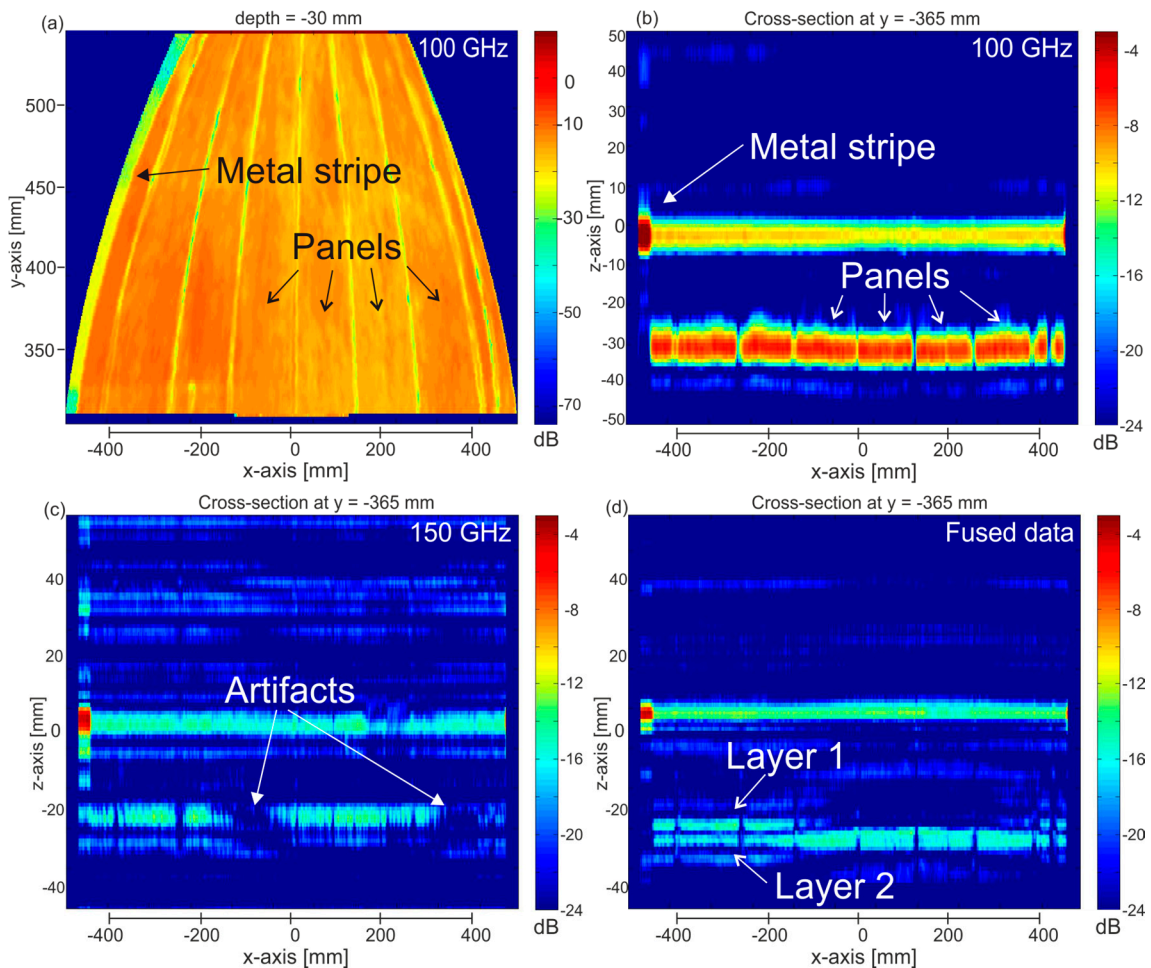 (a)
depth = -30 mm
100 GHz
Metal stripe
Panels
y-axis [mm]
500
450
400
350
-400
-200
0
200
400
x-axis [mm]
0
-10
-30
-50
-70
dB
(b)
Cross-section at y = -365 mm
100 GHz
Metal stripe
Panels
z-axis [mm]
50
40
30
20
10
0
-10
-20
-30
-40
-50
-400
-200
0
200
400
x-axis [mm]
-4
-8
-12
-16
-20
-24
dB
(c)
Cross-section at y = -365 mm
150 GHz
Artifacts
z-axis [mm]
40
20
0
-20
-40
-400
-200
0
200
400
x-axis [mm]
-4
-8
-12
-16
-20
-24
dB
(d)
Cross-section at y = -365 mm
Fused data
Layer 1
Layer 2
z-axis [mm]
40
20
0
-20
-40
-400
-200
0
200
400
x-axis [mm]
-4
-8
-12
-16
-20
-24
dB